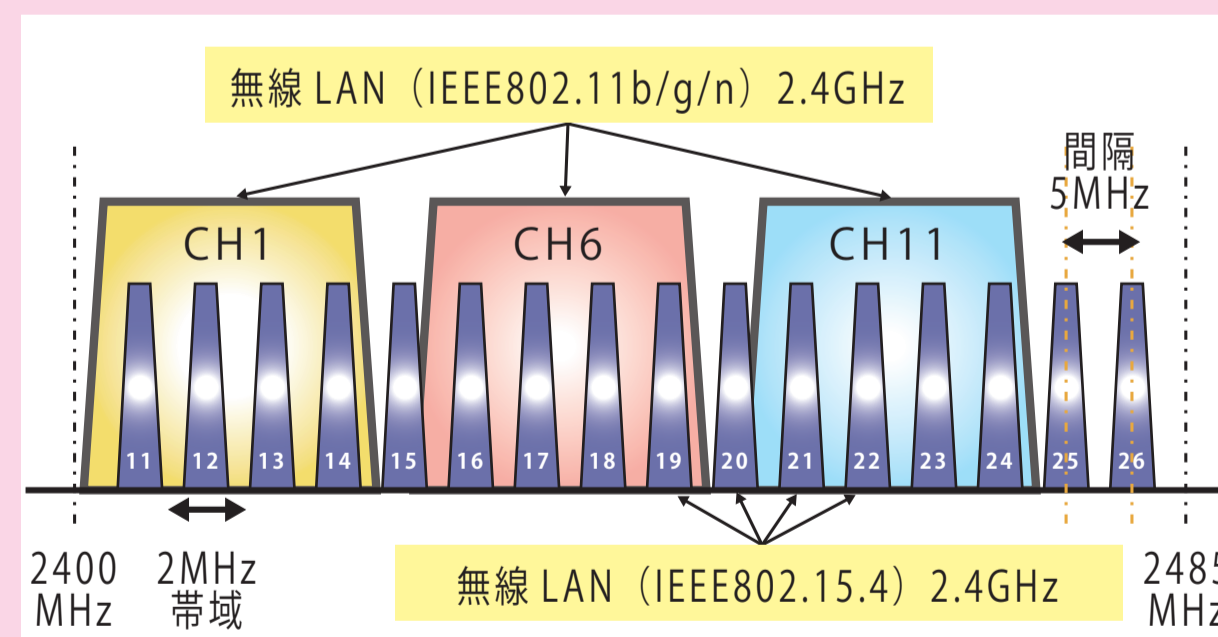 無線 LAN（IEEE802.11b/g/n）2.4GHz
間隔
5MHz
CH1
CH6
CH11
11 12 13 14 15 16 17 18 19 20 21 22 23 24 25 26
2400
MHz
2MHz
帯域
無線 LAN（IEEE802.15.4）2.4GHz
2485
MHz